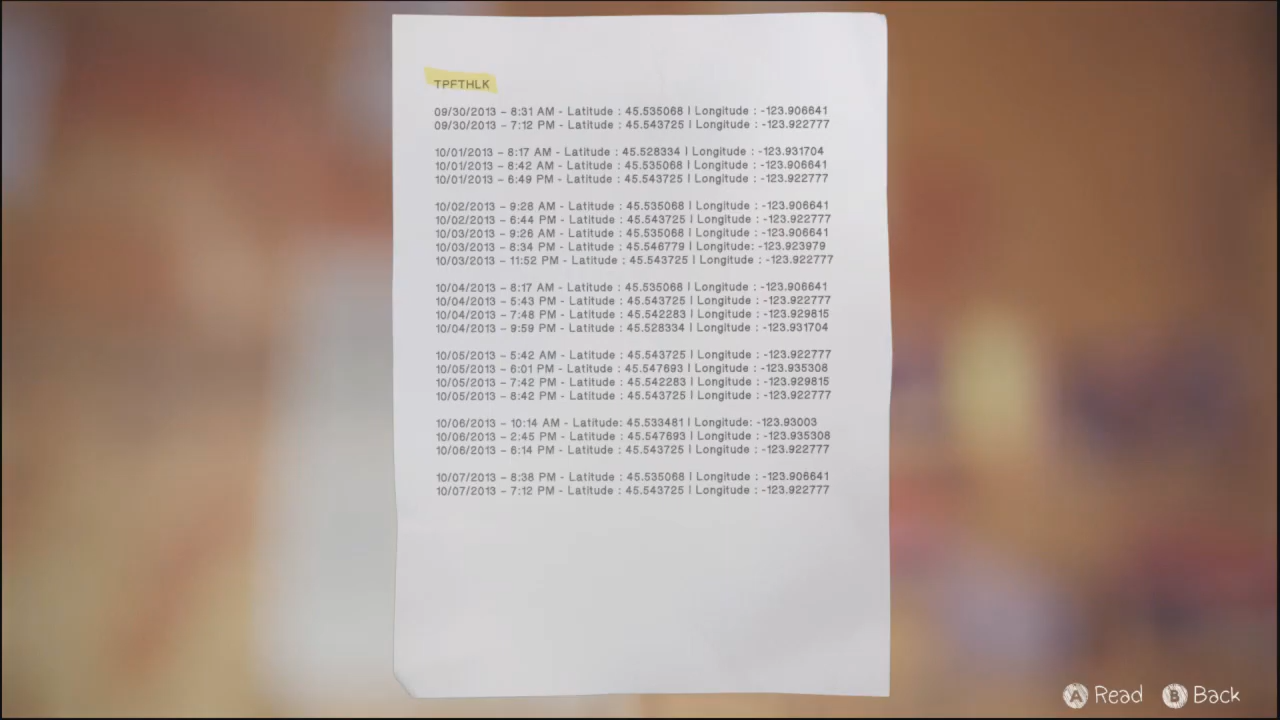 TPFTHLK
09/30/2013 – 8:31 AM - Latitude : 45.535068 | Longitude : -123.906641
09/30/2013 – 7:12 PM - Latitude : 45.543725 | Longitude : -123.922777
10/01/2013 – 8:17 AM - Latitude : 45.528334 | Longitude : -123.931704
10/01/2013 – 8:42 AM - Latitude : 45.535068 | Longitude : -123.906641
10/01/2013 – 6:49 PM - Latitude : 45.543725 | Longitude : -123.922777
10/02/2013 – 9:28 AM - Latitude : 45.535068 | Longitude : -123.906641
10/02/2013 – 6:44 PM - Latitude : 45.543725 | Longitude : -123.922777
10/03/2013 – 9:26 AM - Latitude : 45.535068 | Longitude : -123.906641
10/03/2013 – 8:34 PM - Latitude : 45.546779 | Longitude: -123.923979
10/03/2013 – 11:52 PM - Latitude : 45.543725 | Longitude : -123.922777
10/04/2013 – 8:17 AM - Latitude : 45.535068 | Longitude : -123.906641
10/04/2013 – 5:43 PM - Latitude : 45.543725 | Longitude : -123.922777
10/04/2013 – 7:48 PM - Latitude : 45.542283 | Longitude : -123.929815
10/04/2013 – 9:59 PM - Latitude : 45.528334 | Longitude : -123.931704
10/05/2013 – 5:42 AM - Latitude : 45.543725 | Longitude : -123.922777
10/05/2013 – 6:01 PM - Latitude : 45.547693 | Longitude : -123.935308
10/05/2013 – 7:42 PM - Latitude : 45.542283 | Longitude : -123.929815
10/05/2013 – 8:42 PM - Latitude : 45.543725 | Longitude : -123.922777
10/06/2013 – 10:14 AM - Latitude: 45.533481 | Longitude: -123.93003
10/06/2013 – 2:45 PM - Latitude : 45.547693 | Longitude : -123.935308
10/06/2013 – 6:14 PM - Latitude : 45.543725 | Longitude : -123.922777
10/07/2013 – 8:38 PM - Latitude : 45.535068 | Longitude : -123.906641
10/07/2013 – 7:12 PM - Latitude : 45.543725 | Longitude : -123.922777
A Read B Back